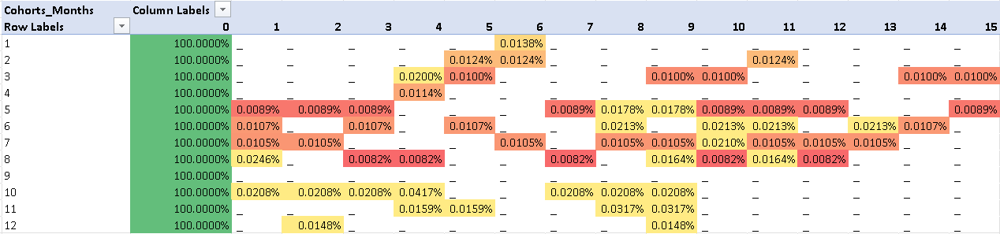 Cohorts_Months Column Labels
Row Labels 0 1 2 3 4 5 6 7 8 9 10 11 12 13 14 15
1 100.0000% _ _ _ _ _ 0.0138% _ _ _ _ _ _ _ _ _
2 100.0000% _ _ _ _ 0.0124% 0.0124% _ _ _ _ 0.0124% _ _ _ _
3 100.0000% _ _ _ 0.0200% 0.0100% _ _ _ 0.0100% 0.0100% _ _ _ 0.0100% 0.0100%
4 100.0000% _ _ _ 0.0114% _ _ _ _ _ _ _ _ _ _ _
5 100.0000% 0.0089% 0.0089% 0.0089% _ _ _ 0.0089% 0.0178% 0.0178% 0.0089% 0.0089% 0.0089% _ _ 0.0089%
6 100.0000% 0.0107% _ 0.0107% _ 0.0107% _ _ 0.0213% _ 0.0213% 0.0213% _ 0.0213% 0.0107% _
7 100.0000% 0.0105% 0.0105% _ _ _ 0.0105% _ 0.0105% 0.0105% 0.0210% 0.0105% 0.0105% 0.0105% _ _
8 100.0000% 0.0246% _ 0.0082% 0.0082% _ _ 0.0082% _ 0.0164% 0.0082% 0.0164% 0.0082% _ _ _
9 100.0000% _ _ _ _ _ _ _ _ _ _ _ _ _ _ _
10 100.0000% 0.0208% 0.0208% 0.0208% 0.0417% _ _ 0.0208% 0.0208% 0.0208% _ _ _ _ _ _
11 100.0000% _ _ _ 0.0159% 0.0159% _ _ 0.0317% 0.0317% _ _ _ _ _ _
12 100.0000% _ 0.0148% _ _ _ _ _ _ 0.0148% _ _ _ _ _ _